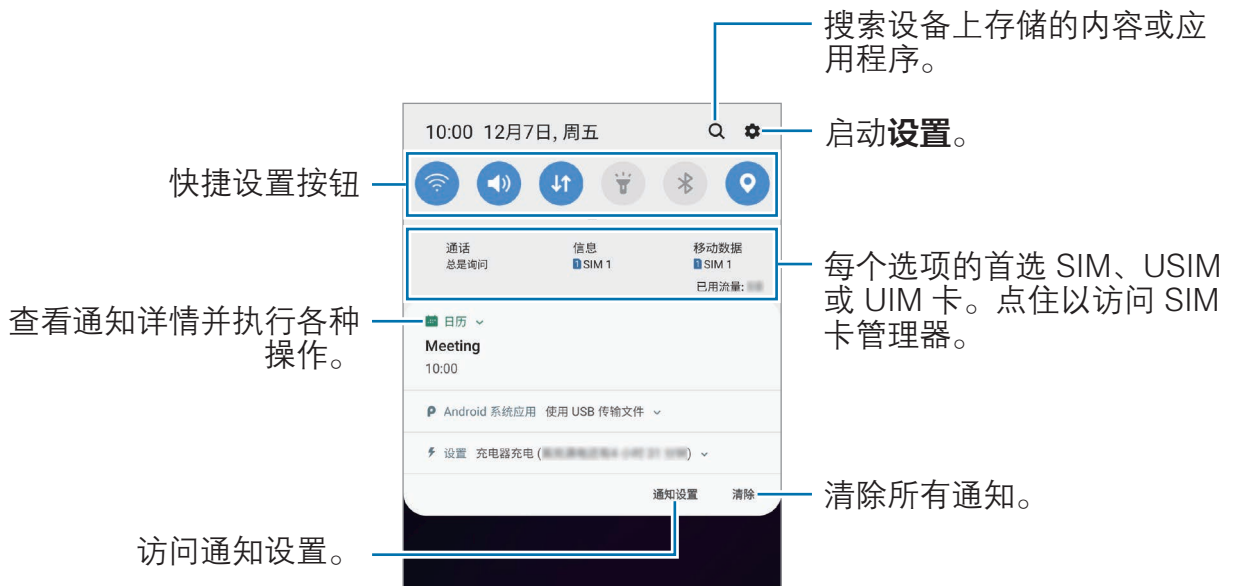 搜索设备上存储的内容或应
用程序。
10:00 12月7日, 周五
启动设置。
快捷设置按钮
通话
总是询问
信息
1 SIM 1
移动数据
1 SIM 1
已用流量:
每个选项的首选 SIM、USIM
或 UIM 卡。点住以访问 SIM
卡管理器。
查看通知详情并执行各种
操作。
日历
Meeting
10:00
Android 系统应用 使用 USB 传输文件
设置 充电器充电 ( )
通知设置 清除
清除所有通知。
访问通知设置。